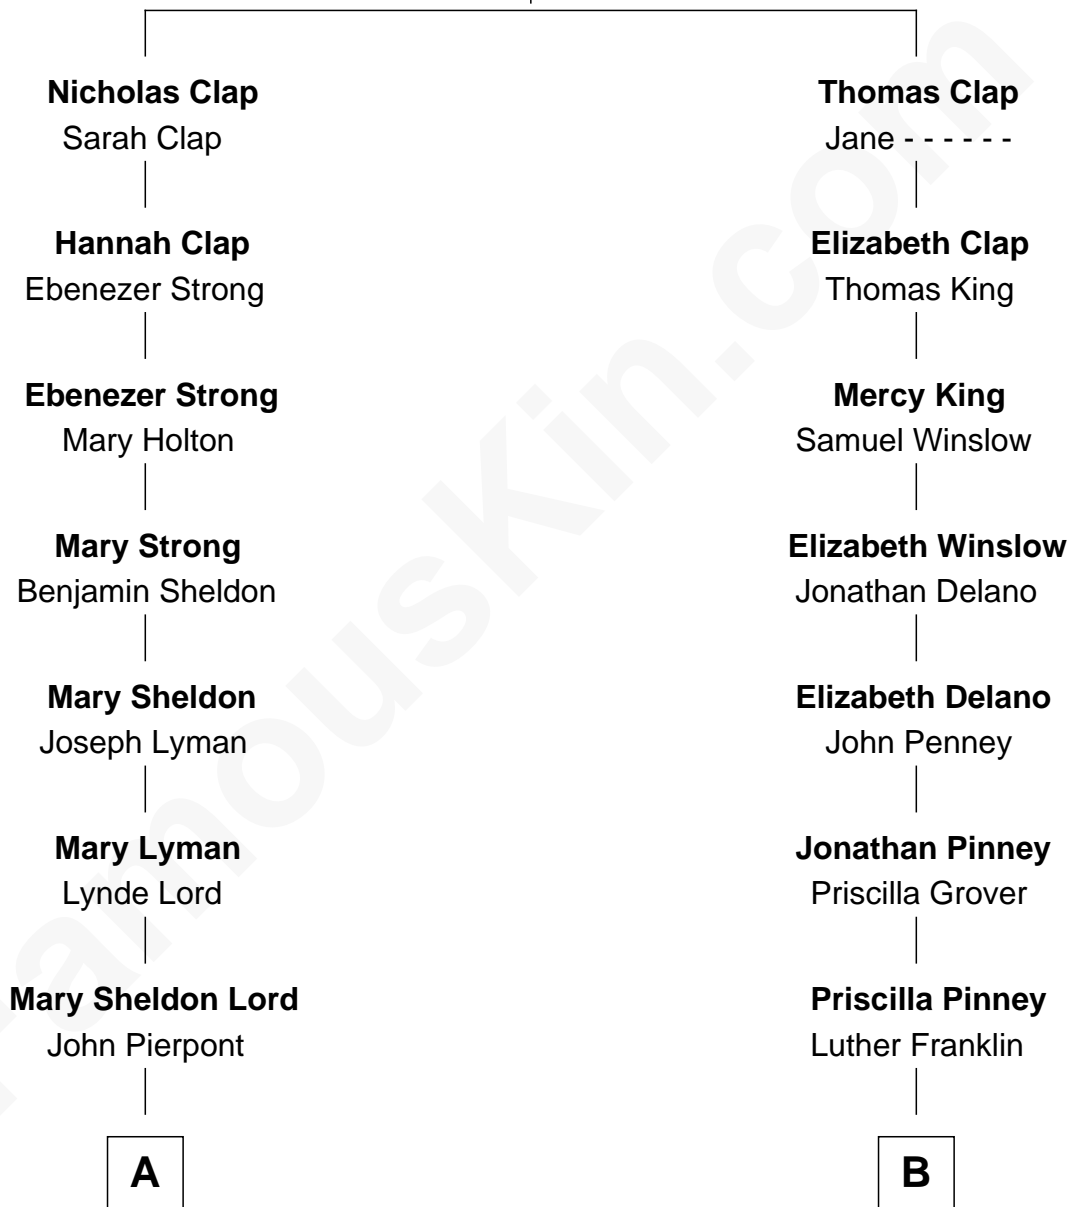 Nicholas Clap
Sarah Clap
Hannah Clap
Ebenezer Strong
Ebenezer Strong
Mary Holton
Mary Strong
Benjamin Sheldon
Mary Sheldon
Joseph Lyman
Mary Lyman
Lynde Lord
Mary Sheldon Lord
John Pierpont
A
Thomas Clap
Jane - - - - - -
Elizabeth Clap
Thomas King
Mercy King
Samuel Winslow
Elizabeth Winslow
Jonathan Delano
Elizabeth Delano
John Penney
Jonathan Pinney
Priscilla Grover
Priscilla Pinney
Luther Franklin
B
FamousKin.com